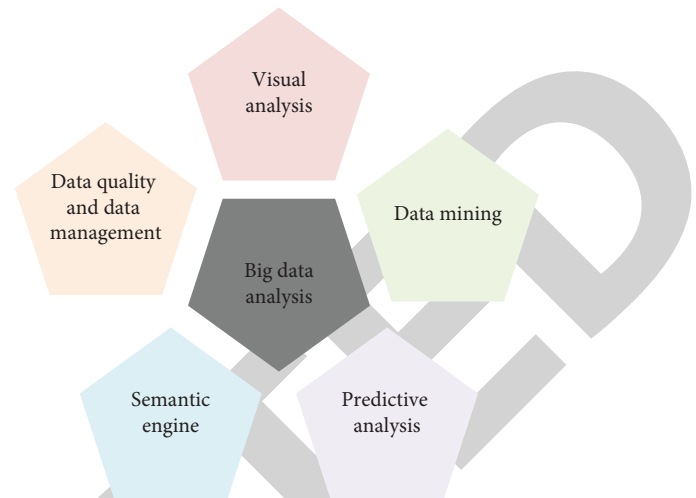 Visual
analysis
Data quality
and data
management
Data mining
Big data
analysis
Semantic
engine
Predictive
analysis